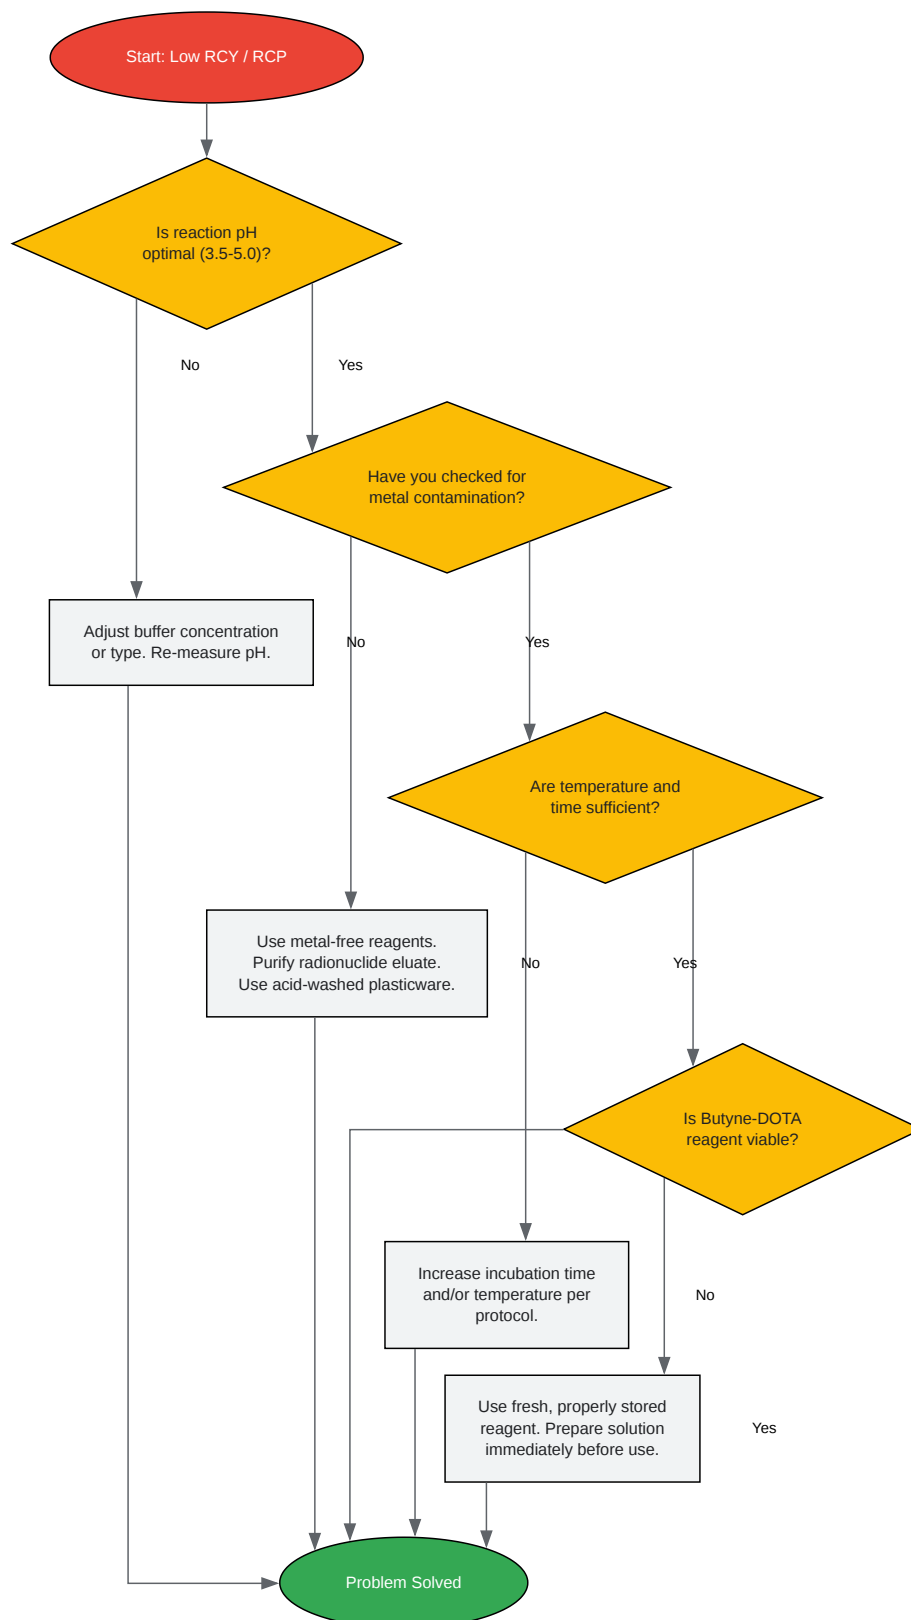 Start: Low RCY / RCP
Is reaction pH
optimal (3.5-5.0)?
No
Yes
Have you checked for
metal contamination?
Adjust buffer concentration
or type. Re-measure pH.
No
Yes
Are temperature and
time sufficient?
Use metal-free reagents.
Purify radionuclide eluate.
Use acid-washed plasticware.
No
Yes
Is Butyne-DOTA
reagent viable?
Increase incubation time
and/or temperature per
protocol.
No
Use fresh, properly stored
reagent. Prepare solution
immediately before use.
Yes
Problem Solved